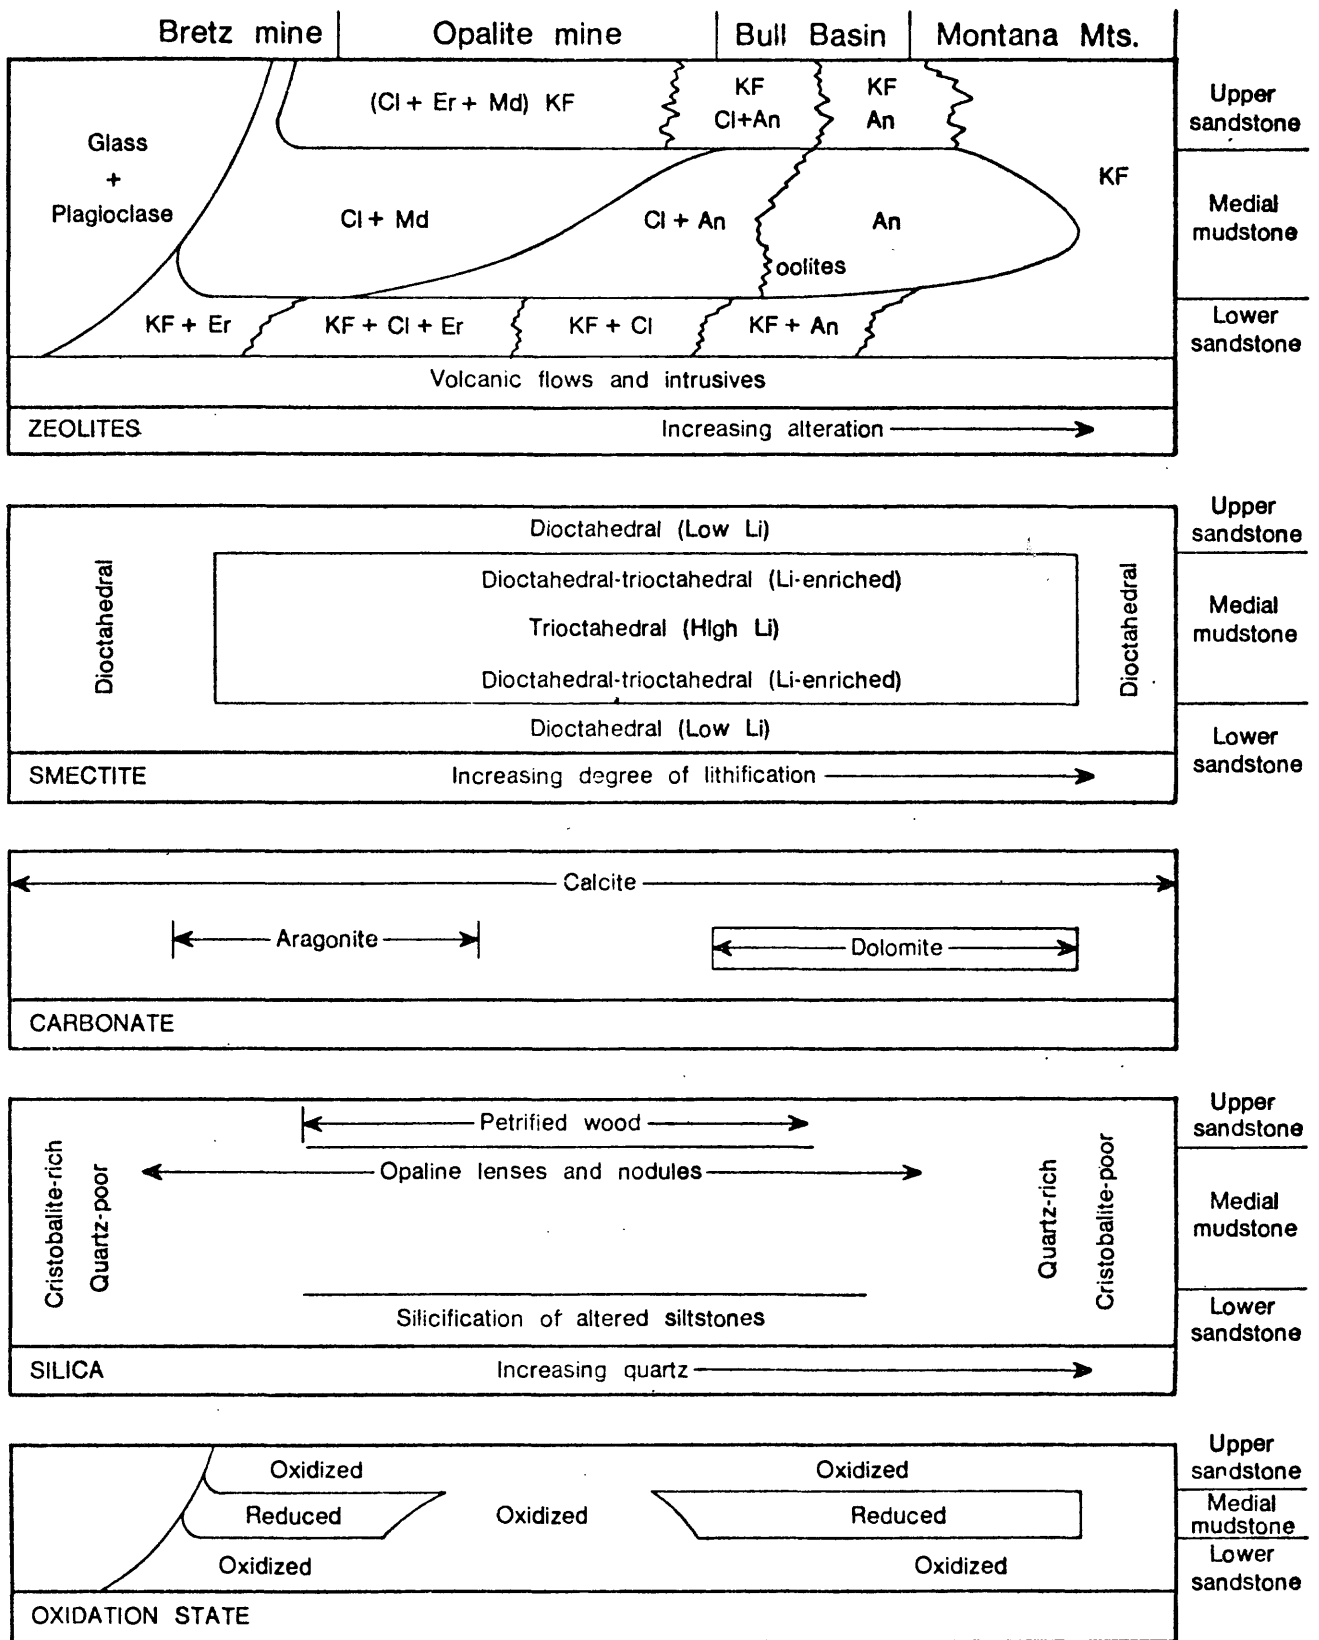 Bretz mine
Opalite mine
Bull Basin
Montana Mts.
Glass
+
Plagioclase
(Cl + Er + Md) KF
KF
Cl+An
KF
An
KF
Cl + Md
Cl + An
An
oolites
KF + Er
KF + Cl + Er
KF + Cl
KF + An
Volcanic flows and intrusives
ZEOLITES
Increasing alteration
Upper
sandstone
Medial
mudstone
Lower
sandstone
Dioctahedral
Dioctahedral (Low Li)
Dioctahedral-trioctahedral (Li-enriched)
Trioctahedral (High Li)
Dioctahedral-trioctahedral (Li-enriched)
Dioctahedral (Low Li)
Dioctahedral
SMECTITE
Increasing degree of lithification
Upper
sandstone
Medial
mudstone
Lower
sandstone
Calcite
Aragonite
Dolomite
CARBONATE
Cristobalite-rich
Quartz-poor
Petrified wood
Opaline lenses and nodules
Silicification of altered siltstones
Quartz-rich
Cristobalite-poor
SILICA
Increasing quartz
Upper
sandstone
Medial
mudstone
Lower
sandstone
Oxidized
Oxidized
Reduced
Oxidized
Reduced
Oxidized
Oxidized
OXIDATION STATE
Upper
sandstone
Medial
mudstone
Lower
sandstone